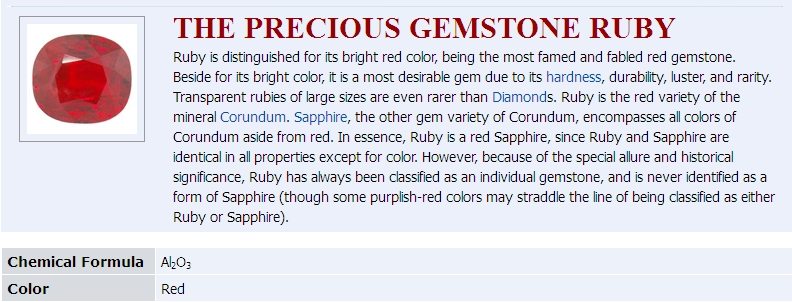 THE PRECIOUS GEMSTONE RUBY
Ruby is distinguished for its bright red color, being the most famed and fabled red gemstone.
Beside for its bright color, it is a most desirable gem due to its hardness, durability, luster, and rarity.
Transparent rubies of large sizes are even rarer than Diamonds. Ruby is the red variety of the
mineral Corundum. Sapphire, the other gem variety of Corundum, encompasses all colors of
Corundum aside from red. In essence, Ruby is a red Sapphire, since Ruby and Sapphire are
identical in all properties except for color. However, because of the special allure and historical
significance, Ruby has always been classified as an individual gemstone, and is never identified as a
form of Sapphire (though some purplish-red colors may straddle the line of being classified as either
Ruby or Sapphire).
Chemical Formula Al₂O₃
Color Red